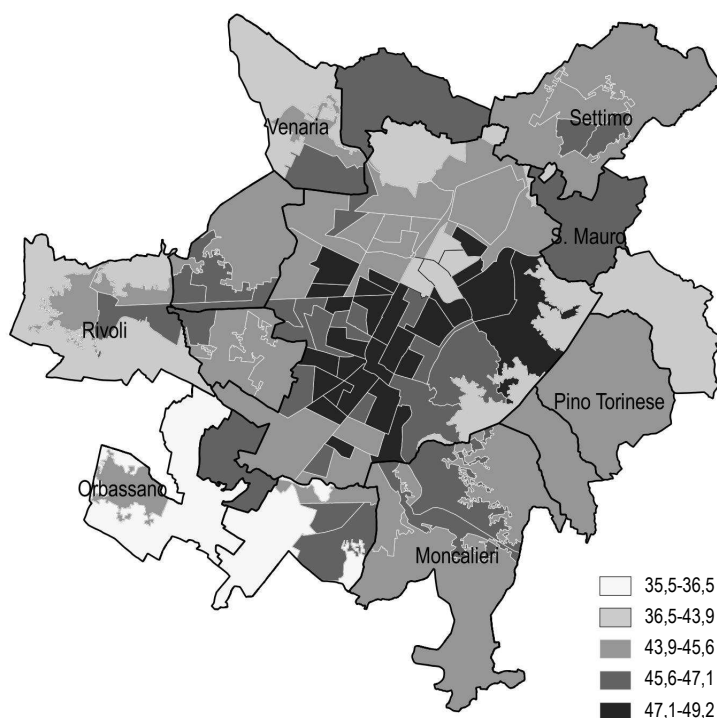 Venaria
Settimo
S. Mauro
Rivoli
Pino Torinese
Orbassano
Moncalieri
35,5-36,5
36,5-43,9
43,9-45,6
45,6-47,1
47,1-49,2